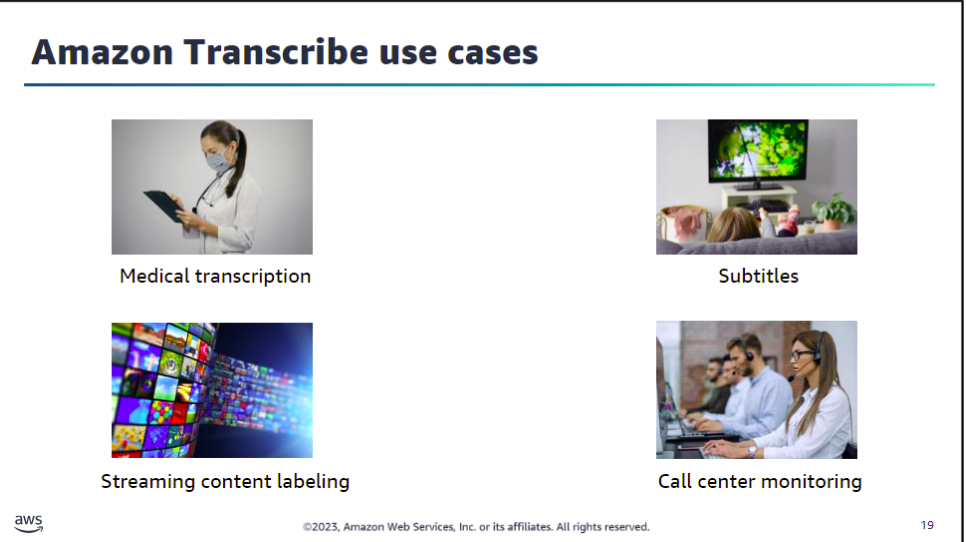 Amazon Transcribe use cases
Medical transcription
Subtitles
Streaming content labeling
Call center monitoring
aws
©2023, Amazon Web Services, Inc. or its affiliates. All rights reserved.
19